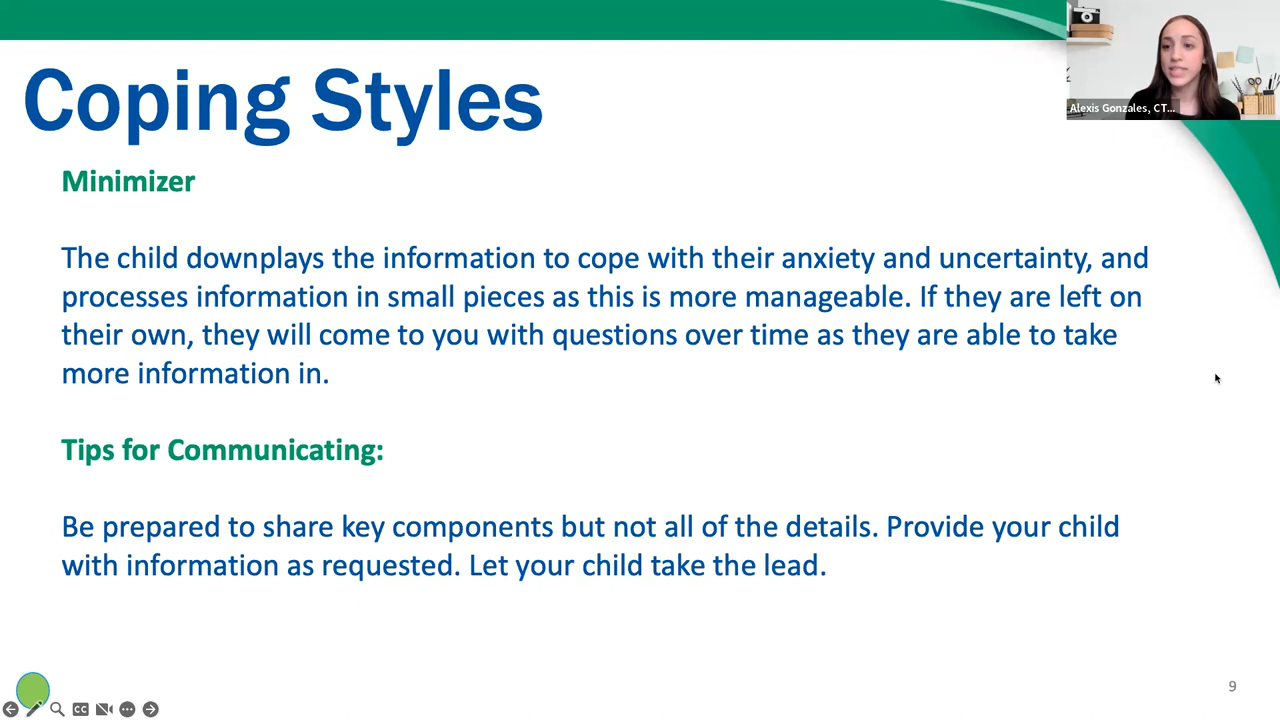 Coping Styles
Alexis Gonzales, CT...
Minimizer
The child downplays the information to cope with their anxiety and uncertainty, and
processes information in small pieces as this is more manageable. If they are left on
their own, they will come to you with questions over time as they are able to take
more information in.
Tips for Communicating:
Be prepared to share key components but not all of the details. Provide your child
with information as requested. Let your child take the lead.
9
CC